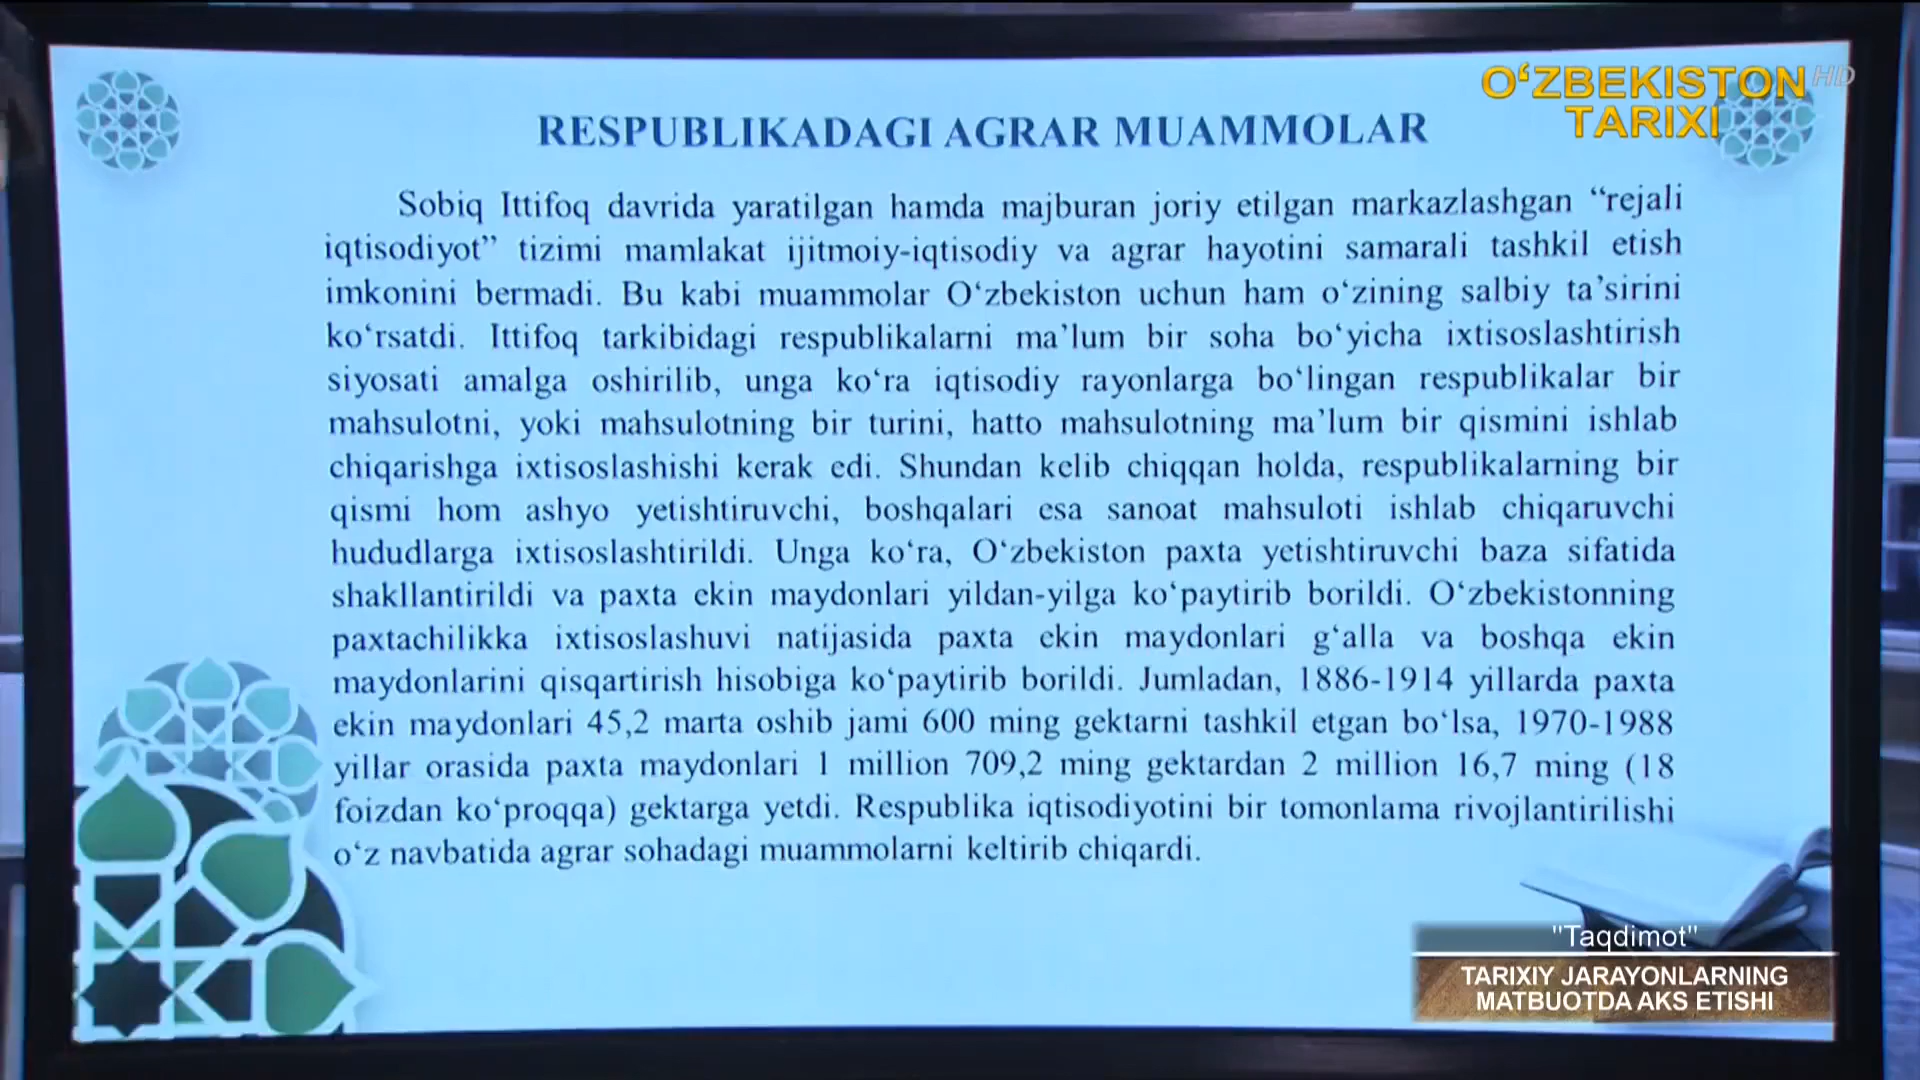 O‘ZBEKISTON HD
TARIXI
RESPUBLIKADAGI AGRAR MUAMMOLAR
Sobiq Ittifoq davrida yaratilgan hamda majburan joriy etilgan markazlashgan “rejali
iqtisodiyot” tizimi mamlakat ijitmoiy-iqtisodiy va agrar hayotini samarali tashkil etish
imkonini bermadi. Bu kabi muammolar O‘zbekiston uchun ham o‘zining salbiy ta’sirini
ko‘rsatdi. Ittifoq tarkibidagi respublikalarni ma’lum bir soha bo‘yicha ixtisoslashtirish
siyosati amalga oshirilib, unga ko‘ra iqtisodiy rayonlarga bo‘lingan respublikalar bir
mahsulotni, yoki mahsulotning bir turini, hatto mahsulotning ma’lum bir qismini ishlab
chiqarishga ixtisoslashishi kerak edi. Shundan kelib chiqqan holda, respublikalarning bir
qismi hom ashyo yetishtiruvchi, boshqalari esa sanoat mahsuloti ishlab chiqaruvchi
hududlarga ixtisoslashtirildi. Unga ko‘ra, O‘zbekiston paxta yetishtiruvchi baza sifatida
shakllantirildi va paxta ekin maydonlari yildan-yilga ko‘paytirib borildi. O‘zbekistonning
paxtachilikka ixtisoslashuvi natijasida paxta ekin maydonlari g‘alla va boshqa ekin
maydonlarini qisqartirish hisobiga ko‘paytirib borildi. Jumladan, 1886-1914 yillarda paxta
ekin maydonlari 45,2 marta oshib jami 600 ming gektarni tashkil etgan bo‘lsa, 1970-1988
yillar orasida paxta maydonlari 1 million 709,2 ming gektardan 2 million 16,7 ming (18
foizdan ko‘proqqa) gektarga yetdi. Respublika iqtisodiyotini bir tomonlama rivojlantirilishi
o‘z navbatida agrar sohadagi muammolarni keltirib chiqardi.
"Taqdimot"
TARIXIY JARAYONLARNING
MATBUOTDA AKS ETISHI